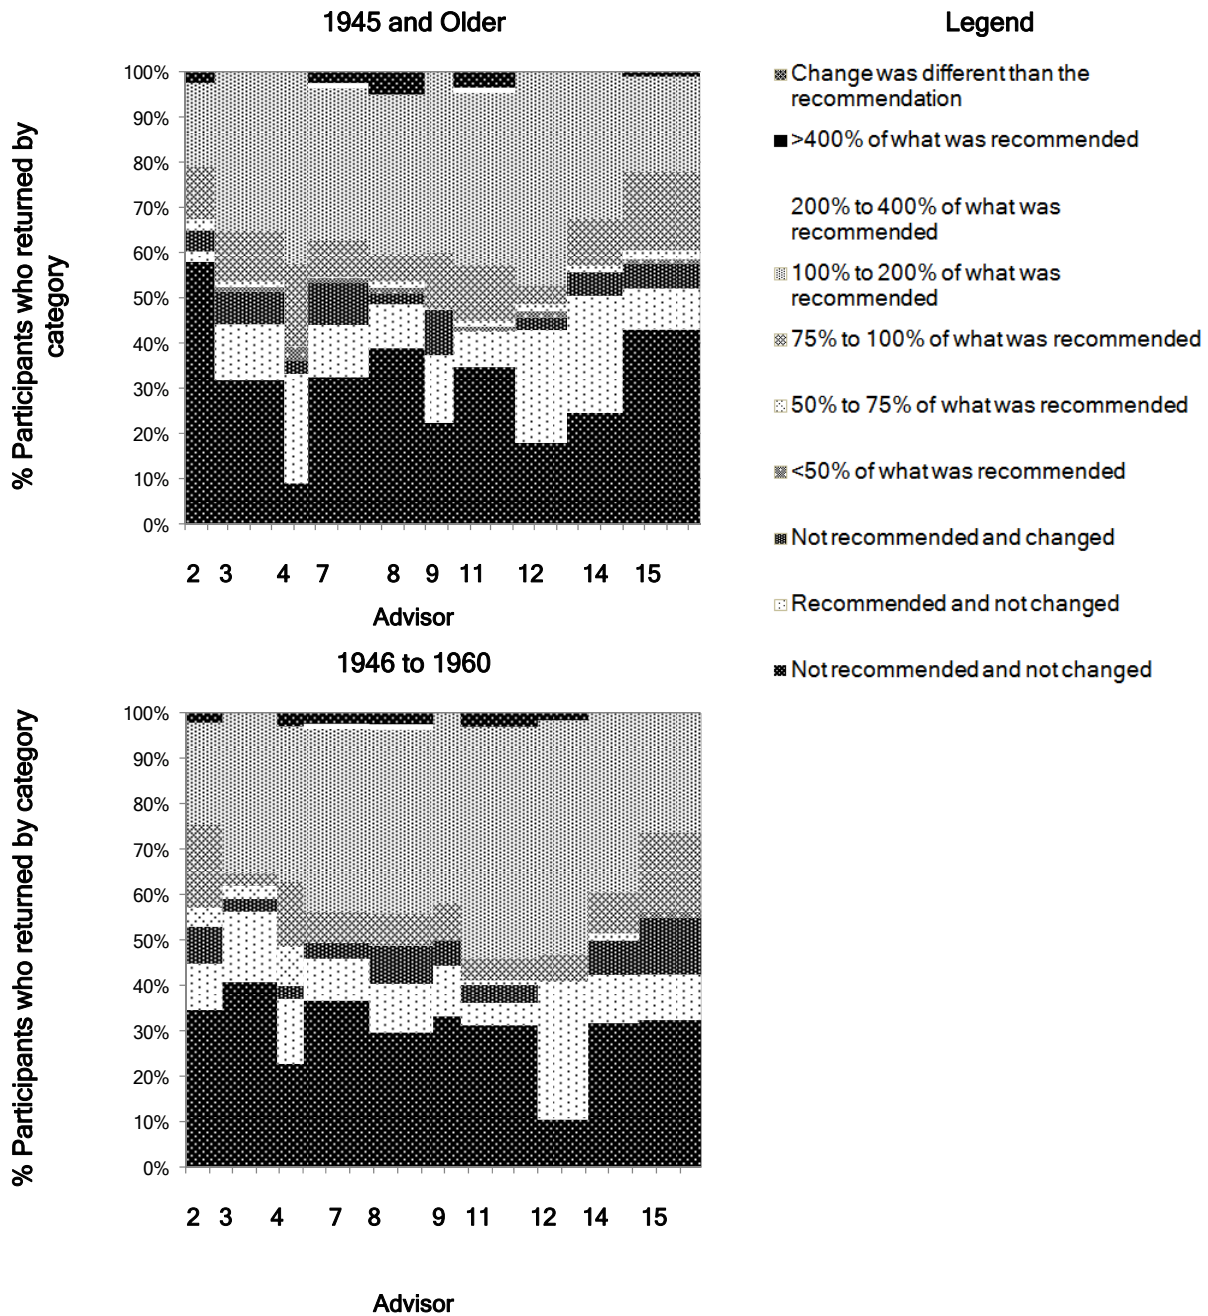 1945 and Older
Legend
% Participants who returned by
category
100%
90%
80%
70%
60%
50%
40%
30%
20%
10%
0%
2 3 4 7 8 9 11 12 14 15
Advisor
Change was different than the
recommendation
>400% of what was recommended
200% to 400% of what was
recommended
100% to 200% of what was
recommended
75% to 100% of what was recommended
50% to 75% of what was recommended
<50% of what was recommended
Not recommended and changed
Recommended and not changed
Not recommended and not changed
1946 to 1960
% Participants who returned by category
100%
90%
80%
70%
60%
50%
40%
30%
20%
10%
0%
2 3 4 7 8 9 11 12 14 15
Advisor